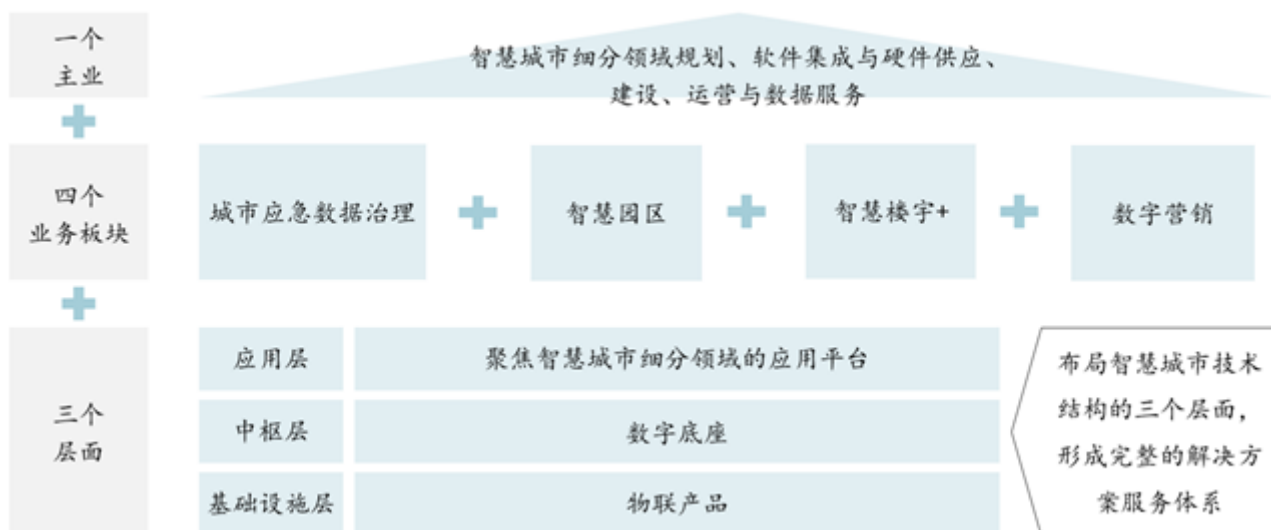 一个
主业
智慧城市细分领域规划、软件集成与硬件供应、
建设、运营与数据服务
四个
业务板块
城市应急数据治理
智慧园区
智慧楼宇+
数字营销
三个
层面
应用层
聚焦智慧城市细分领域的应用平台
中枢层
数字底座
基础设施层
物联产品
布局智慧城市技术
结构的三个层面，
形成完整的解决方
案服务体系